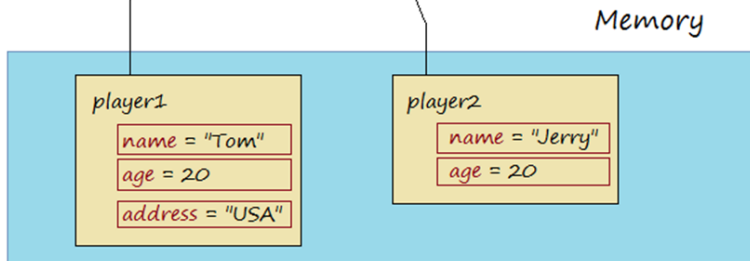 Memory
player1
name = "Tom"
age = 20
address = "USA"
player2
name = "Jerry"
age = 20